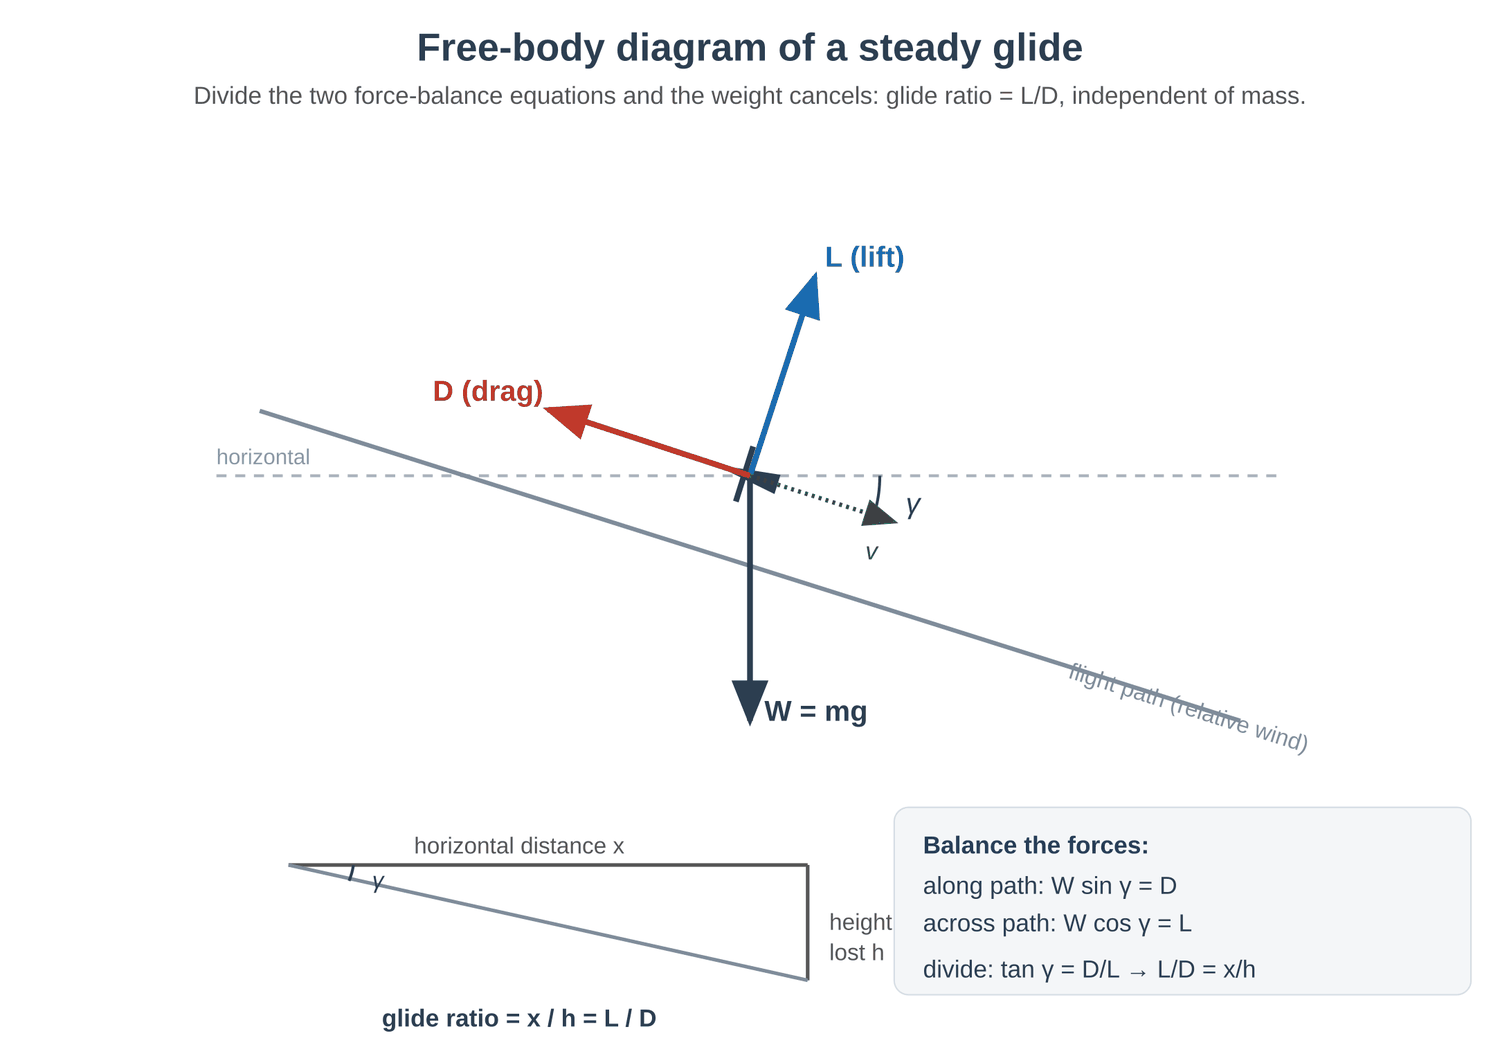 Free-body diagram of a steady glide
Divide the two force-balance equations and the weight cancels: glide ratio = L/D, independent of mass.
L (lift)
D (drag)
horizontal
γ
v
flight path (relative wind)
W = mg
horizontal distance x
γ
height
lost h
glide ratio = x / h = L / D
Balance the forces:
along path: W sin γ = D
across path: W cos γ = L
divide: tan γ = D/L → L/D = x/h